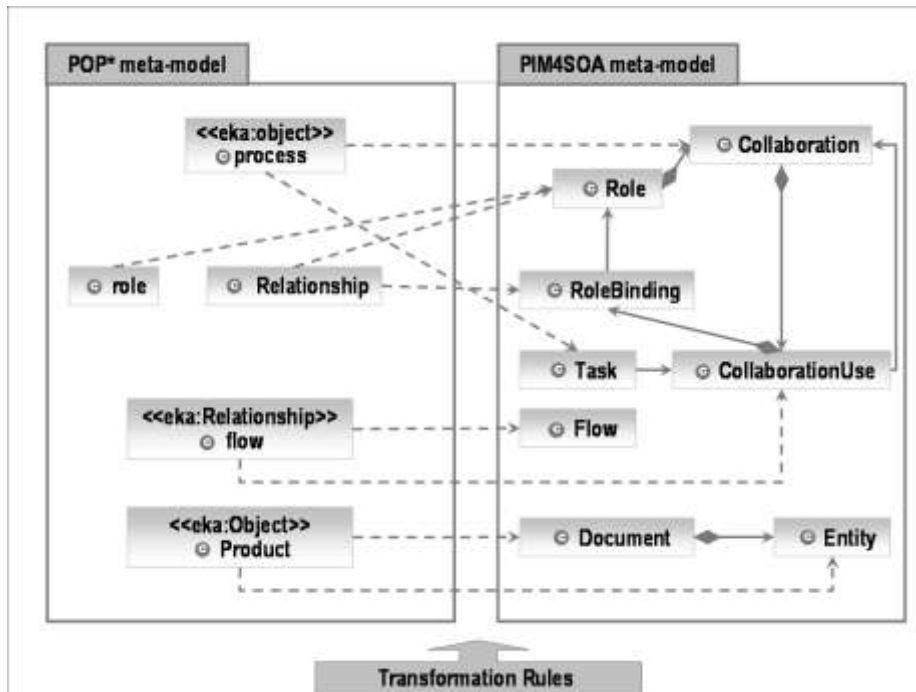 POP* meta-model
PIM4SOA meta-model
<<eka:object>>
process
Collaboration
Role
role
Relationship
RoleBinding
Task
CollaborationUse
<<eka:Relationship>>
flow
Flow
<<eka:Object>>
Product
Document
Entity
Transformation Rules